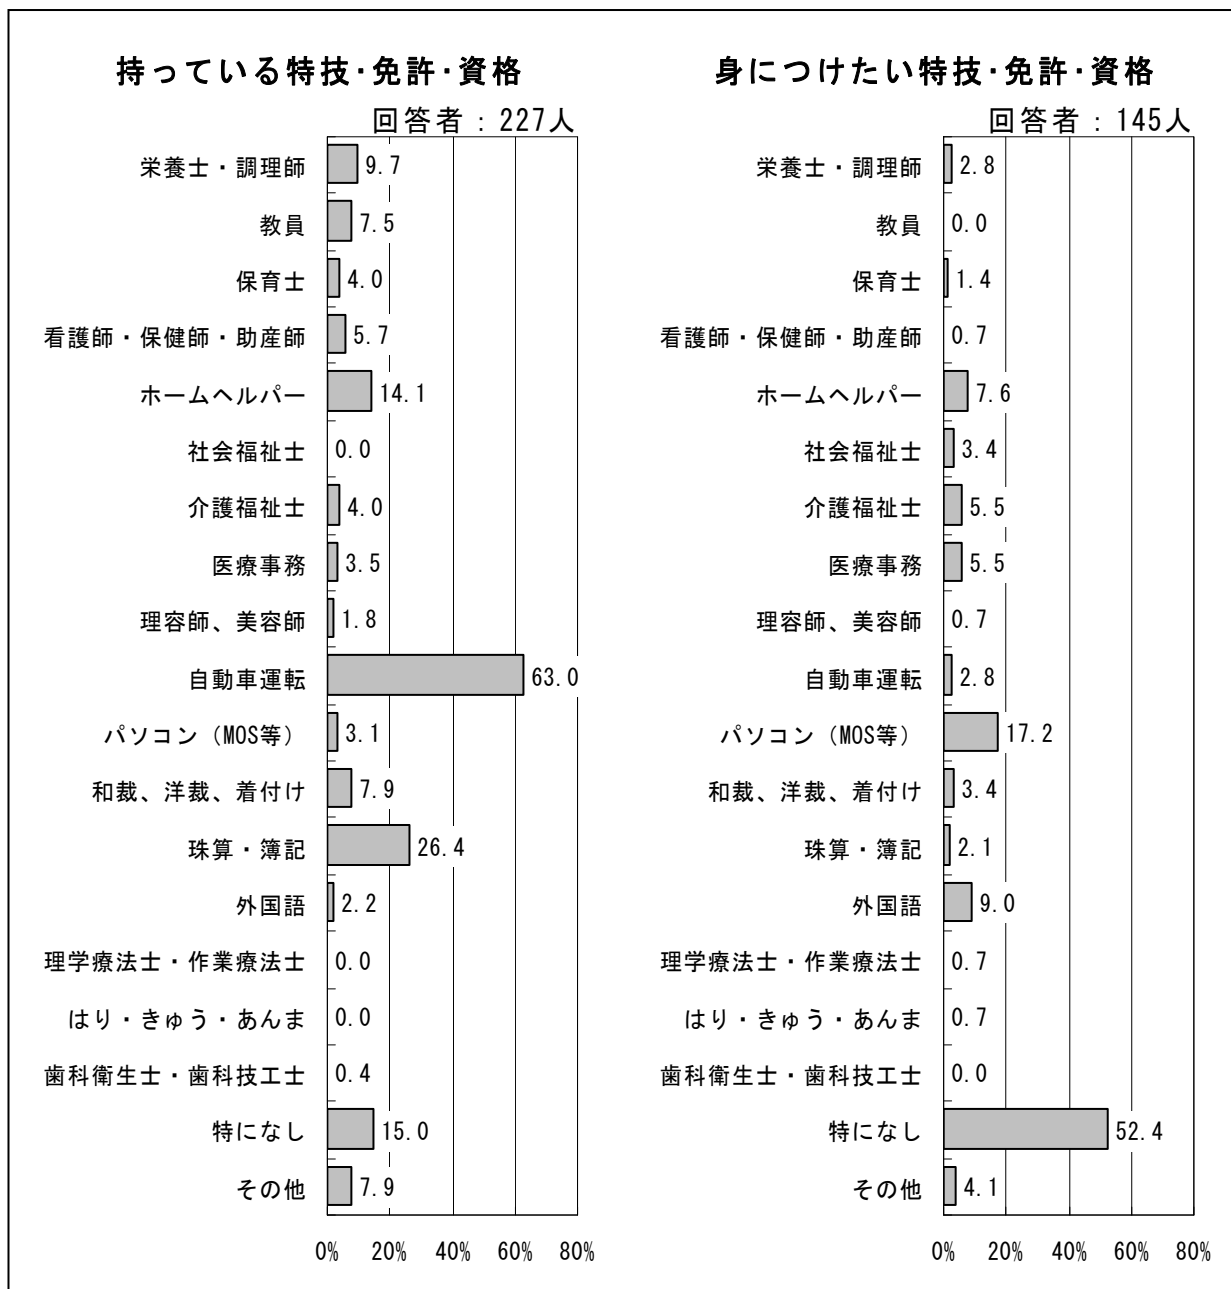 持っている特技・免許・資格
回答者：227人
栄養士・調理師 9.7
教員 7.5
保育士 4.0
看護師・保健師・助産師 5.7
ホームヘルパー 14.1
社会福祉士 0.0
介護福祉士 4.0
医療事務 3.5
理容師、美容師 1.8
自動車運転 63.0
パソコン（MOS等） 3.1
和裁、洋裁、着付け 7.9
珠算・簿記 26.4
外国語 2.2
理学療法士・作業療法士 0.0
はり・きゅう・あんま 0.0
歯科衛生士・歯科技工士 0.4
特になし 15.0
その他 7.9
0% 20% 40% 60% 80%
身につけたい特技・免許・資格
回答者：145人
栄養士・調理師 2.8
教員 0.0
保育士 1.4
看護師・保健師・助産師 0.7
ホームヘルパー 7.6
社会福祉士 3.4
介護福祉士 5.5
医療事務 5.5
理容師、美容師 0.7
自動車運転 2.8
パソコン（MOS等） 17.2
和裁、洋裁、着付け 3.4
珠算・簿記 2.1
外国語 9.0
理学療法士・作業療法士 0.7
はり・きゅう・あんま 0.7
歯科衛生士・歯科技工士 0.0
特になし 52.4
その他 4.1
0% 20% 40% 60% 80%